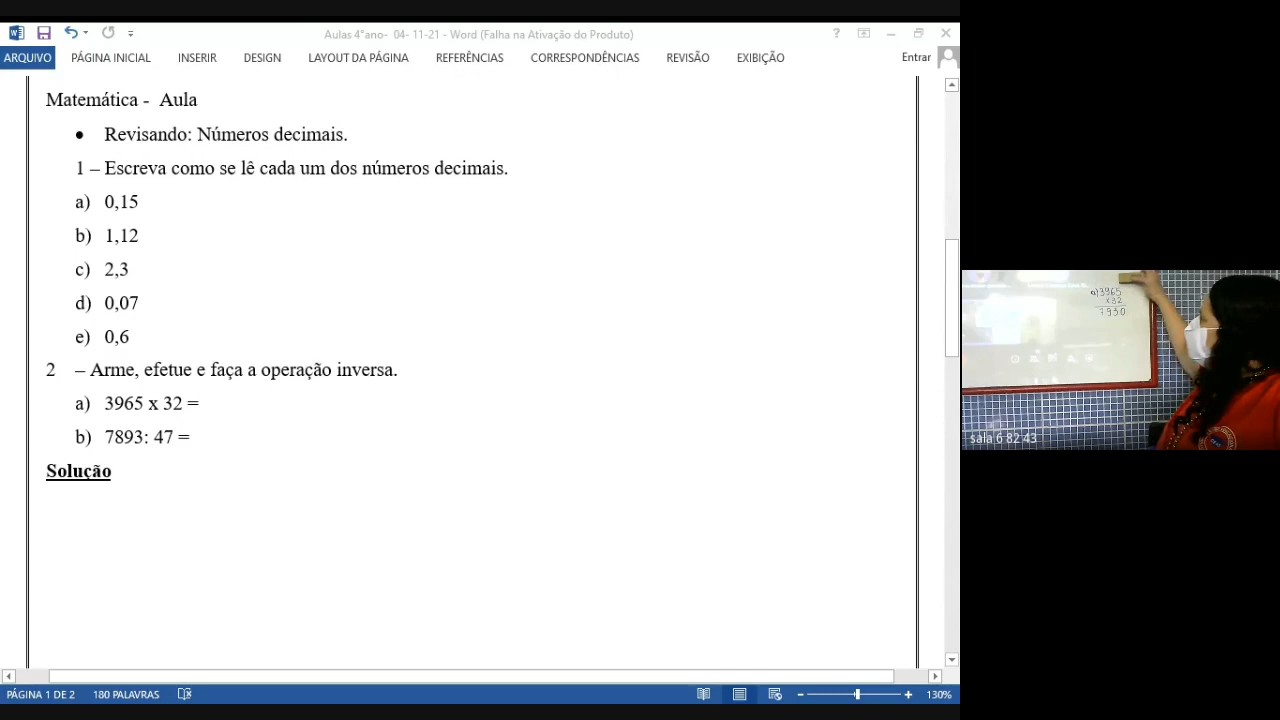 Aulas 4°ano- 04- 11-21 - Word (Falha na Ativação do Produto)
ARQUIVO PÁGINA INICIAL INSERIR DESIGN LAYOUT DA PÁGINA REFERÊNCIAS CORRESPONDÊNCIAS REVISÃO EXIBIÇÃO Entrar
Matemática - Aula
• Revisando: Números decimais.
1 – Escreva como se lê cada um dos números decimais.
a) 0,15
b) 1,12
c) 2,3
d) 0,07
e) 0,6
2 – Arme, efetue e faça a operação inversa.
a) 3965 x 32 =
b) 7893: 47 =
Solução
PÁGINA 1 DE 2 180 PALAVRAS 130%
a) 3965
x32
7930
sala 6 82 43